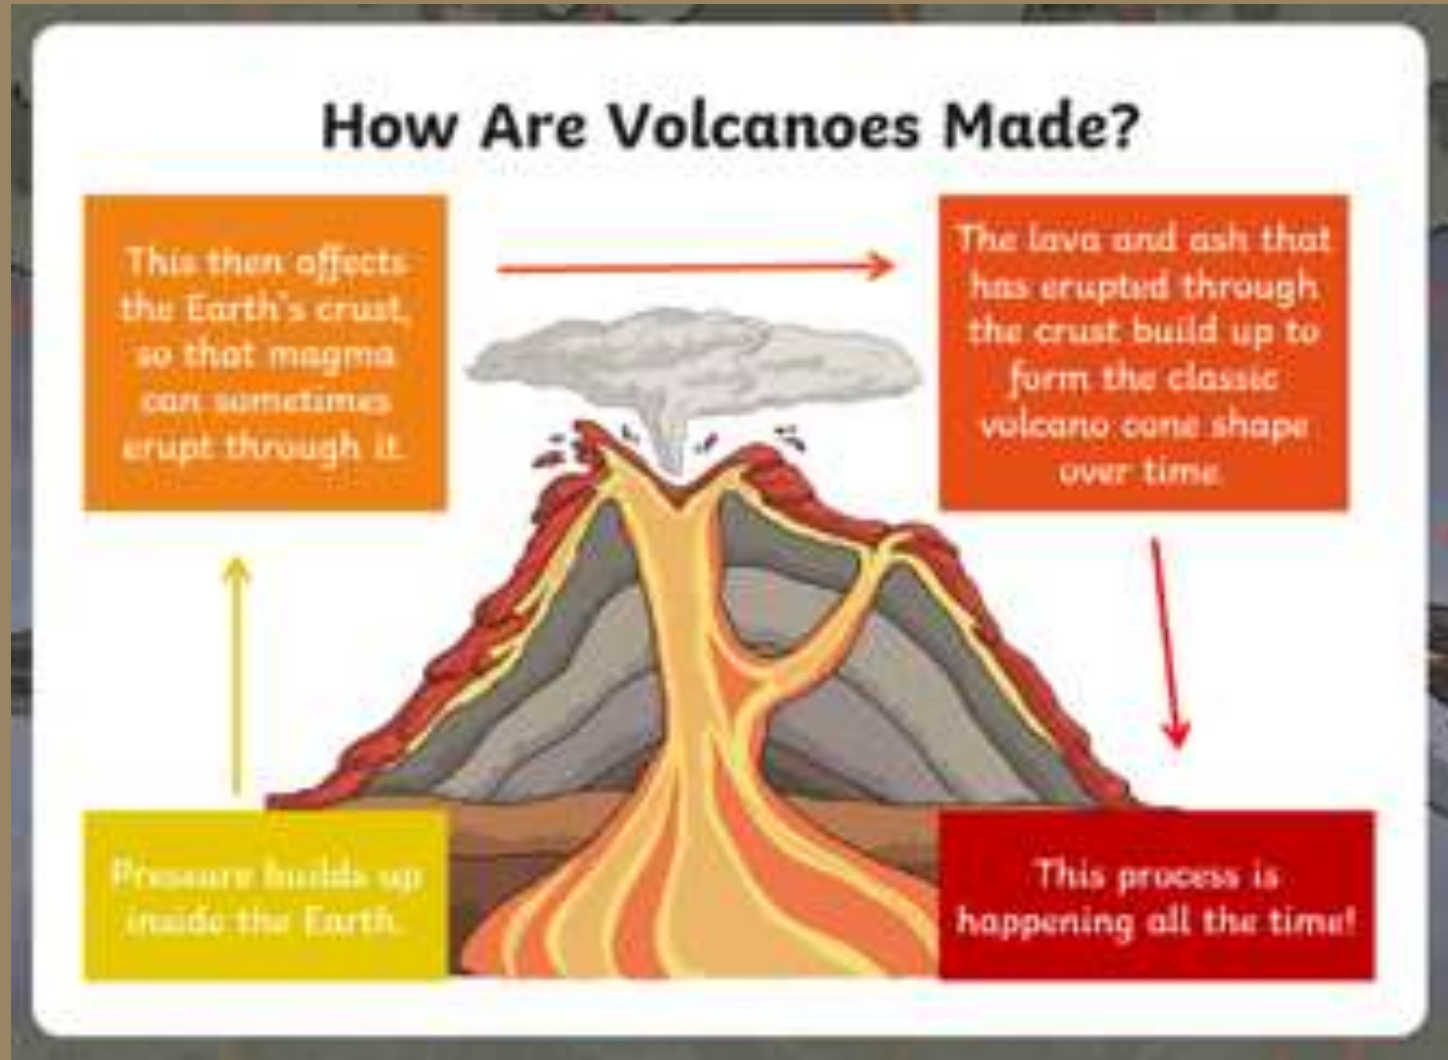 How Are Volcanoes Made?
This then affects
the Earth's crust,
so that magma
can sometimes
erupt through it.
The lava and ash that
has erupted through
the crust build up to
form the classic
volcano cone shape
over time.
Pressure builds up
inside the Earth.
This process is
happening all the time!